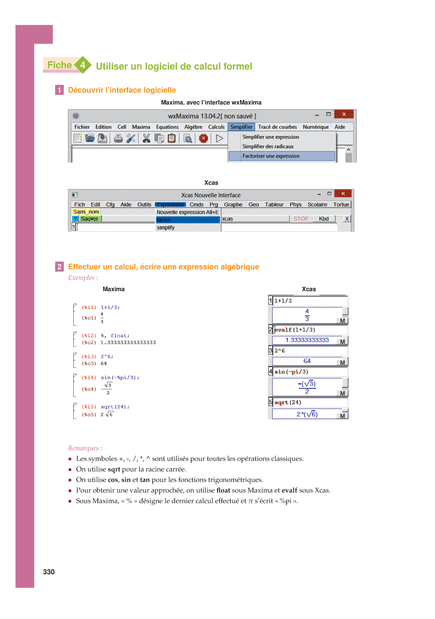 Fiche 4 Utiliser un logiciel de calcul formel
1 Découvrir l'interface logicielle
Maxima, avec l'interface wxMaxima
wxMaxima 13.04.2 [ non sauvé ]
Fichier Edition Cell Maxima Equations Algèbre Calculs Simplifier Tracé de courbes Numérique Aide
Simplifier une expression
Simplifier des radicaux
Factoriser une expression
Xcas
Xcas Nouvelle Interface
Fich Edit Cfg Aide Outils Expression Cmds Prg Graphe Geo Tableur Phys Scolaire Tortue
Sans_nom
Nouvelle expression Alt+E
? Sauver
xcas STOP Kbd X
1 simplify
2 Effectuer un calcul, écrire une expression algébrique
Exemples :
Maxima
(%i1) 1+1/3;
(%o1) 4/3
(%i2) %, float;
(%o2) 1.333333333333333
(%i3) 2^6;
(%o3) 64
(%i4) sin(-%pi/3);
(%o4) -√3/2
(%i5) sqrt(24);
(%o5) 2 √6
Xcas
1 1+1/3
4/3 M
2 evalf(1+1/3)
1.33333333333 M
3 2^6
64 M
4 sin(-pi/3)
-(√3)/2 M
5 sqrt(24)
2*(√6) M
Remarques :
• Les symboles +, -, /, *, ^ sont utilisés pour toutes les opérations classiques.
• On utilise sqrt pour la racine carrée.
• On utilise cos, sin et tan pour les fonctions trigonométriques.
• Pour obtenir une valeur approchée, on utilise float sous Maxima et evalf sous Xcas.
• Sous Maxima, « % » désigne le dernier calcul effectué et π s'écrit « %pi ».
330